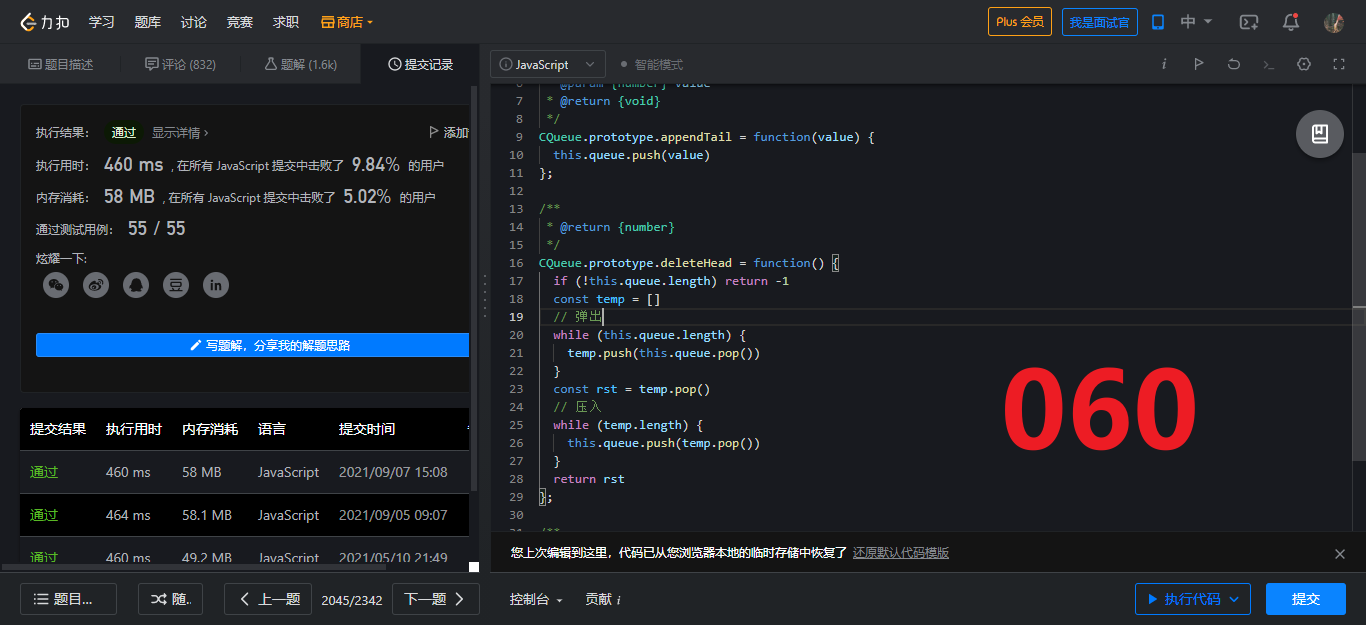 力扣 学习 题库 讨论 竞赛 求职 商店 Plus 会员 我是面试官 中
题目描述 评论 (832) 题解 (1.6k) 提交记录
执行结果： 通过 显示详情 › 添加
执行用时： 460 ms , 在所有 JavaScript 提交中击败了 9.84% 的用户
内存消耗： 58 MB , 在所有 JavaScript 提交中击败了 5.02% 的用户
通过测试用例： 55 / 55
炫耀一下:
豆 in
写题解，分享我的解题思路
提交结果 执行用时 内存消耗 语言 提交时间
通过 460 ms 58 MB JavaScript 2021/09/07 15:08
通过 464 ms 58.1 MB JavaScript 2021/09/05 09:07
通过 460 ms 49.2 MB JavaScript 2021/05/10 21:49
i JavaScript 智能模式 i
6 * @param {number} value
7 * @return {void}
8 */
9 CQueue.prototype.appendTail = function(value) {
10 this.queue.push(value)
11 };
12
13 /**
14 * @return {number}
15 */
16 CQueue.prototype.deleteHead = function() {
17 if (!this.queue.length) return -1
18 const temp = []
19 // 弹出
20 while (this.queue.length) {
21 temp.push(this.queue.pop())
22 }
23 const rst = temp.pop()
24 // 压入
25 while (temp.length) {
26 this.queue.push(temp.pop())
27 }
28 return rst
29 };
30
31 /**
060
您上次编辑到这里，代码已从您浏览器本地的临时存储中恢复了 还原默认代码模版
题目... 随.. 上一题 2045/2342 下一题 控制台 贡献 i 执行代码 提交